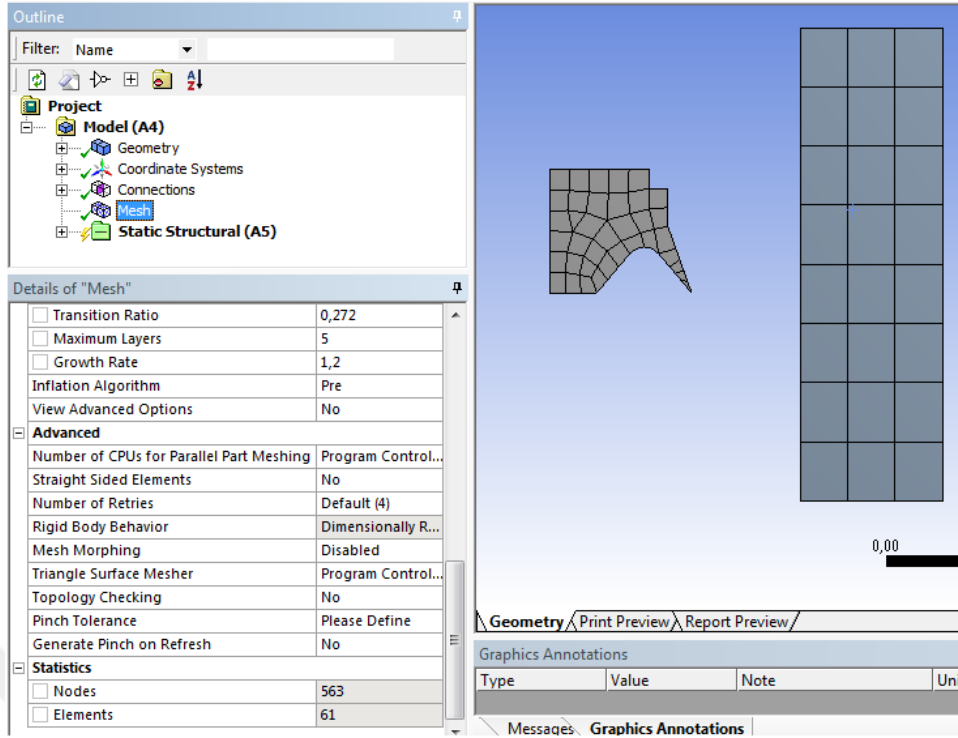 Outline
Filter: Name
Project
Model (A4)
Geometry
Coordinate Systems
Connections
Mesh
Static Structural (A5)
Details of "Mesh"
Transition Ratio 0,272
Maximum Layers 5
Growth Rate 1,2
Inflation Algorithm Pre
View Advanced Options No
Advanced
Number of CPUs for Parallel Part Meshing Program Control...
Straight Sided Elements No
Number of Retries Default (4)
Rigid Body Behavior Dimensionally R...
Mesh Morphing Disabled
Triangle Surface Mesher Program Control...
Topology Checking No
Pinch Tolerance Please Define
Generate Pinch on Refresh No
Statistics
Nodes 563
Elements 61
0,00
Geometry Print Preview Report Preview
Graphics Annotations
Type Value Note Uni
Messages Graphics Annotations